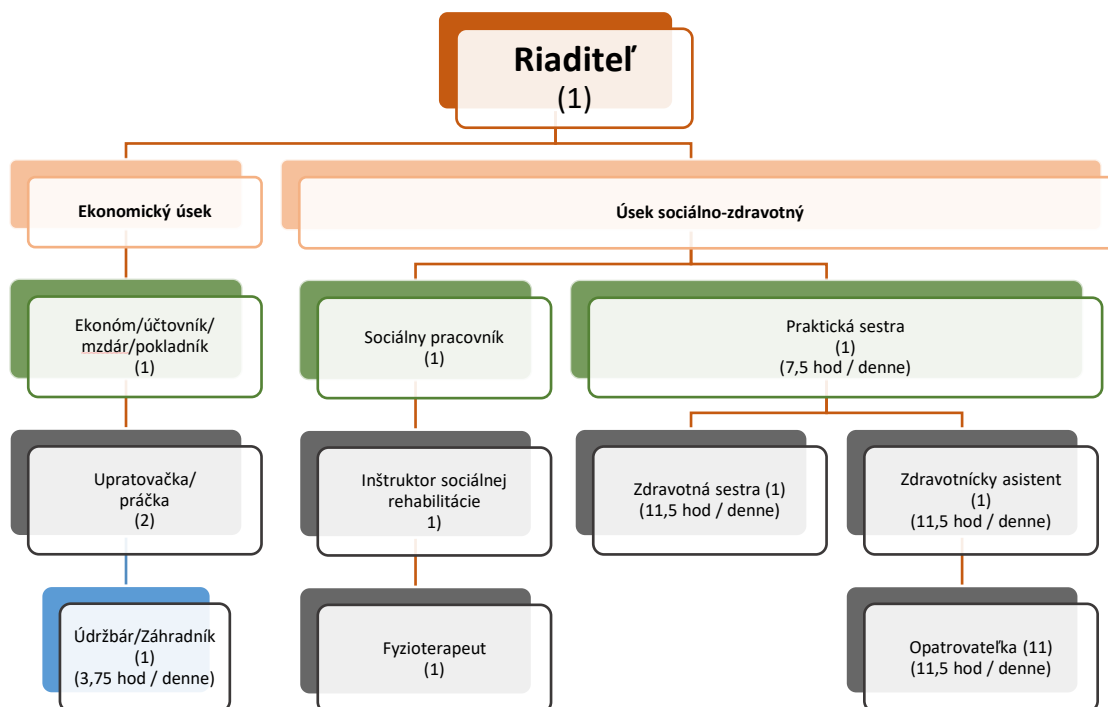 Riaditeľ
(1)
Ekonomický úsek
Úsek sociálno-zdravotný
Ekonóm/účtovník/
mzdár/pokladník
(1)
Sociálny pracovník
(1)
Praktická sestra
(1)
(7,5 hod / denne)
Upratovačka/
práčka
(2)
Inštruktor sociálnej
rehabilitácie
1)
Zdravotná sestra (1)
(11,5 hod / denne)
Zdravotnícky asistent
(1)
(11,5 hod / denne)
Údržbár/Záhradník
(1)
(3,75 hod / denne)
Fyzioterapeut
(1)
Opatrovateľka (11)
(11,5 hod / denne)